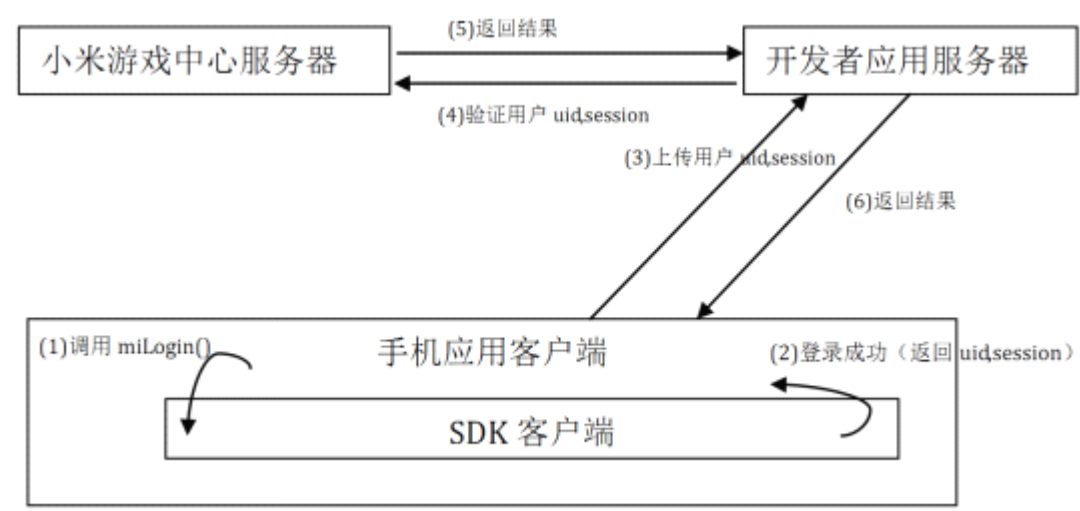 (5)返回结果
小米游戏中心服务器
开发者应用服务器
(4)验证用户 uid,session
(3)上传用户 uid,session
(6)返回结果
(1)调用 miLogin()
手机应用客户端
(2)登录成功（返回 uid,session）
SDK 客户端